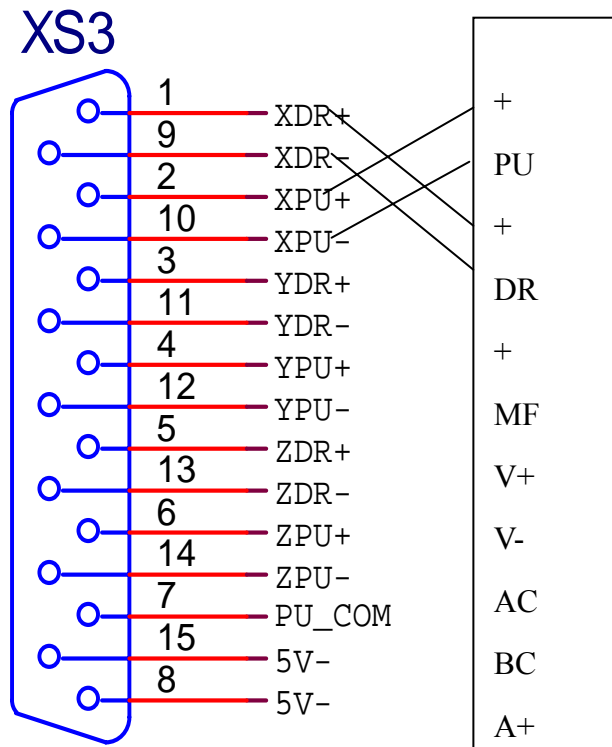 XS3
1 XDR+
9 XDR-
2 XPU+
10 XPU-
3 YDR+
11 YDR-
4 YPU+
12 YPU-
5 ZDR+
13 ZDR-
6 ZPU+
14 ZPU-
7 PU_COM
15 5V-
8 5V-
+
PU
+
DR
+
MF
V+
V-
AC
BC
A+